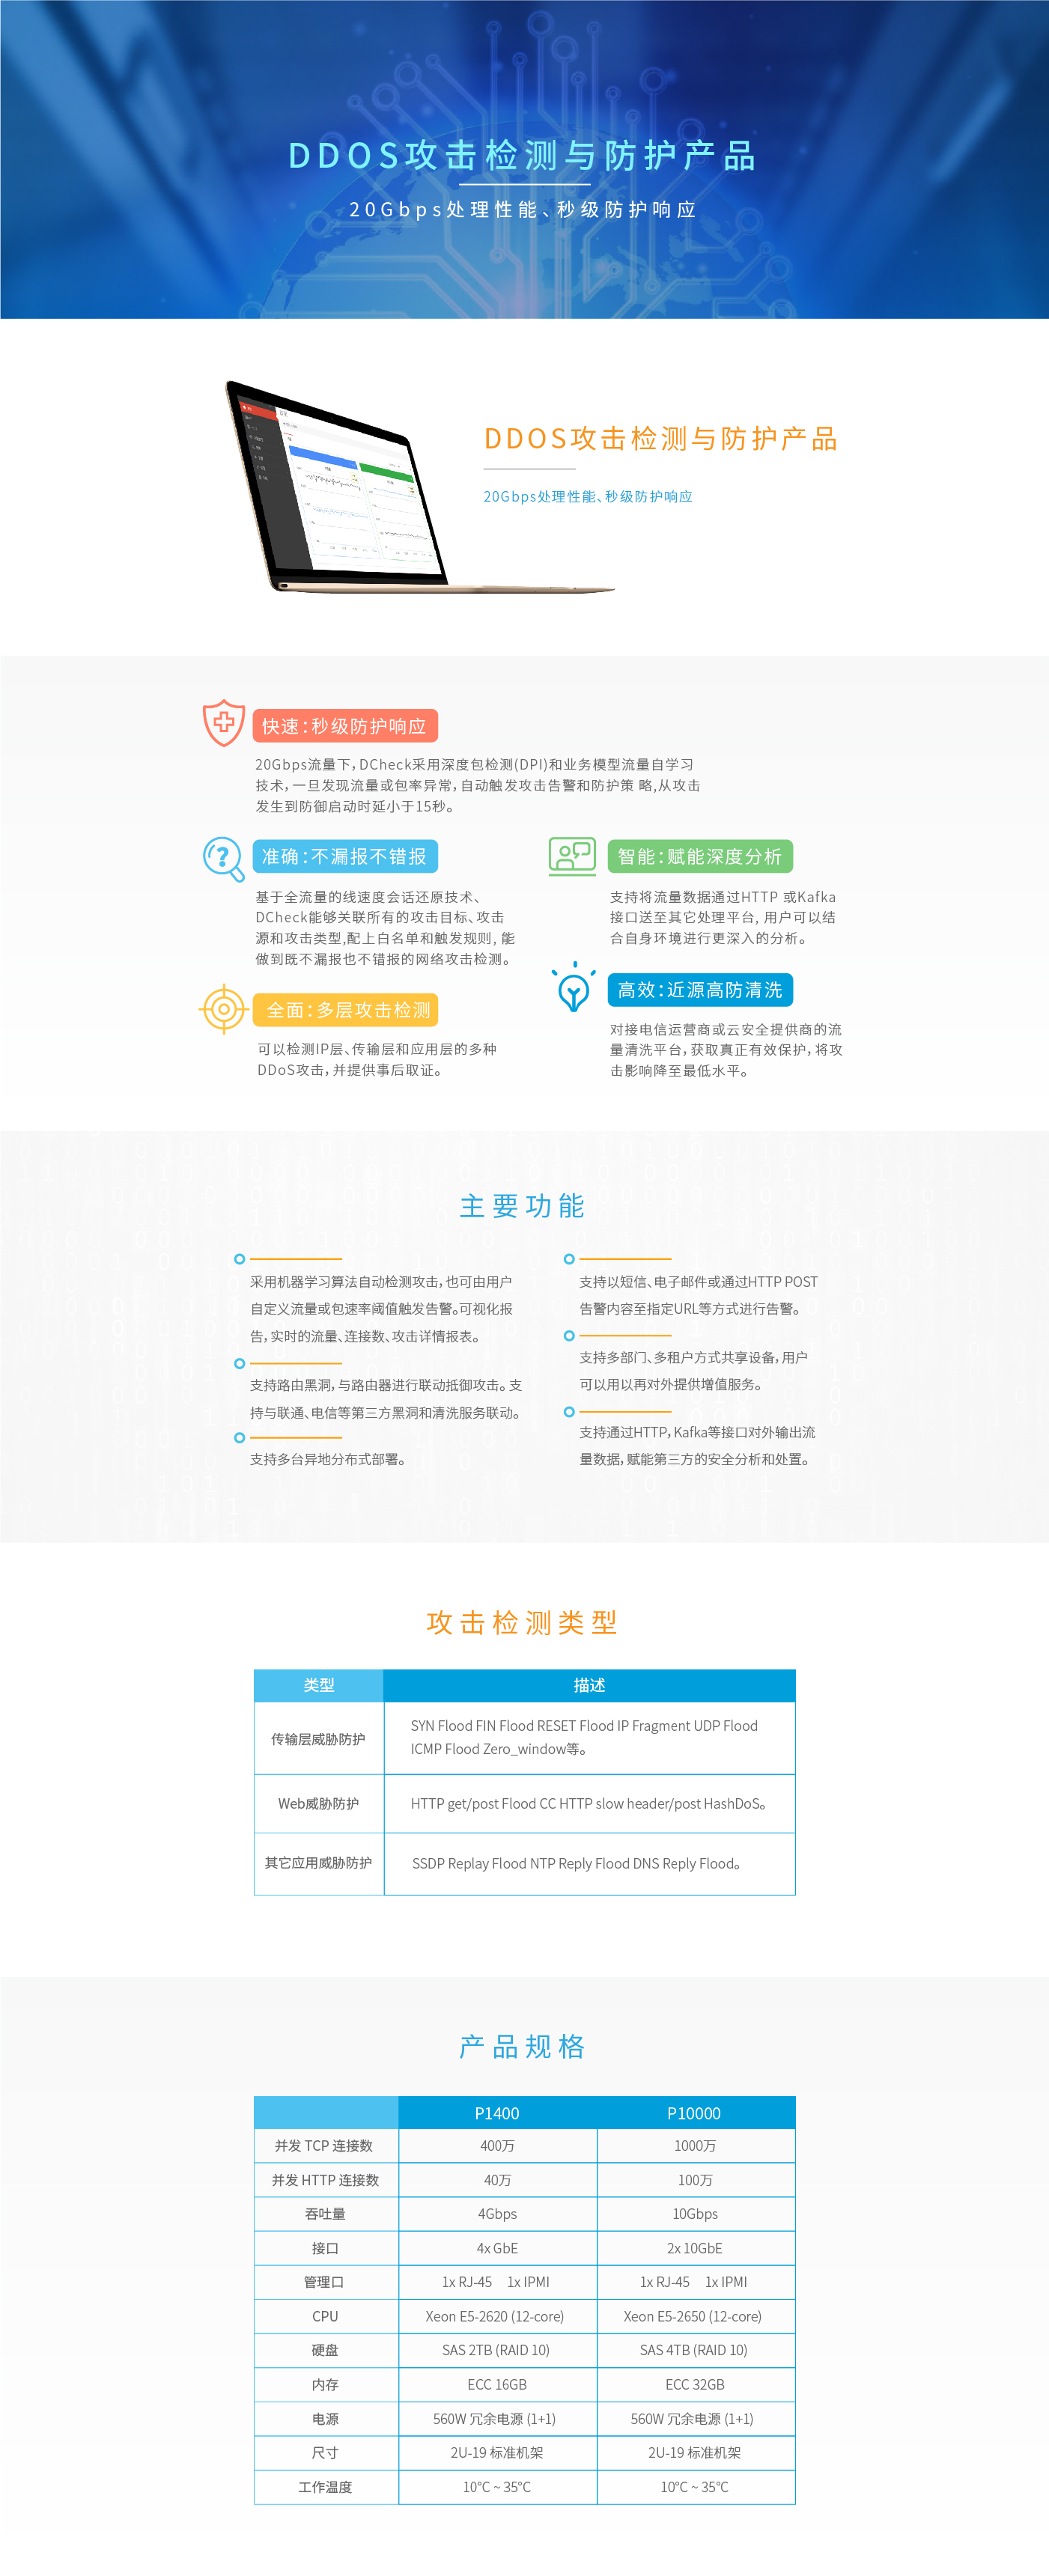 DDOS攻击检测与防护产品
20Gbps处理性能、秒级防护响应
DDOS攻击检测与防护产品
20Gbps处理性能、秒级防护响应
快速:秒级防护响应
20Gbps流量下,DCheck采用深度包检测(DPI)和业务模型流量自学习
技术,一旦发现流量或包率异常,自动触发攻击告警和防护策 略,从攻击
发生到防御启动时延小于15秒。
准确:不漏报不错报
基于全流量的线速度会话还原技术、
DCheck能够关联所有的攻击目标、攻击
源和攻击类型,配上白名单和触发规则, 能
做到既不漏报也不错报的网络攻击检测。
智能:赋能深度分析
支持将流量数据通过HTTP 或Kafka
接口送至其它处理平台, 用户可以结
合自身环境进行更深入的分析。
全面:多层攻击检测
可以检测IP层、传输层和应用层的多种
DDoS攻击,并提供事后取证。
高效:近源高防清洗
对接电信运营商或云安全提供商的流
量清洗平台,获取真正有效保护,将攻
击影响降至最低水平。
主要功能
采用机器学习算法自动检测攻击,也可由用户
自定义流量或包速率阈值触发告警。可视化报
告,实时的流量、连接数、攻击详情报表。
支持路由黑洞,与路由器进行联动抵御攻击。支
持与联通、电信等第三方黑洞和清洗服务联动。
支持多台异地分布式部署。
支持以短信、电子邮件或通过HTTP POST
告警内容至指定URL等方式进行告警。
支持多部门、多租户方式共享设备,用户
可以用以再对外提供增值服务。
支持通过HTTP,Kafka等接口对外输出流
量数据,赋能第三方的安全分析和处置。
攻击检测类型
类型 描述
传输层威胁防护 SYN Flood FIN Flood RESET Flood IP Fragment UDP Flood
ICMP Flood Zero_window等。
Web威胁防护 HTTP get/post Flood CC HTTP slow header/post HashDoS。
其它应用威胁防护 SSDP Replay Flood NTP Reply Flood DNS Reply Flood。
产品规格
P1400 P10000
并发 TCP 连接数 400万 1000万
并发 HTTP 连接数 40万 100万
吞吐量 4Gbps 10Gbps
接口 4x GbE 2x 10GbE
管理口 1x RJ-45 1x IPMI 1x RJ-45 1x IPMI
CPU Xeon E5-2620 (12-core) Xeon E5-2650 (12-core)
硬盘 SAS 2TB (RAID 10) SAS 4TB (RAID 10)
内存 ECC 16GB ECC 32GB
电源 560W 冗余电源 (1+1) 560W 冗余电源 (1+1)
尺寸 2U-19 标准机架 2U-19 标准机架
工作温度 10°C ~ 35°C 10°C ~ 35°C